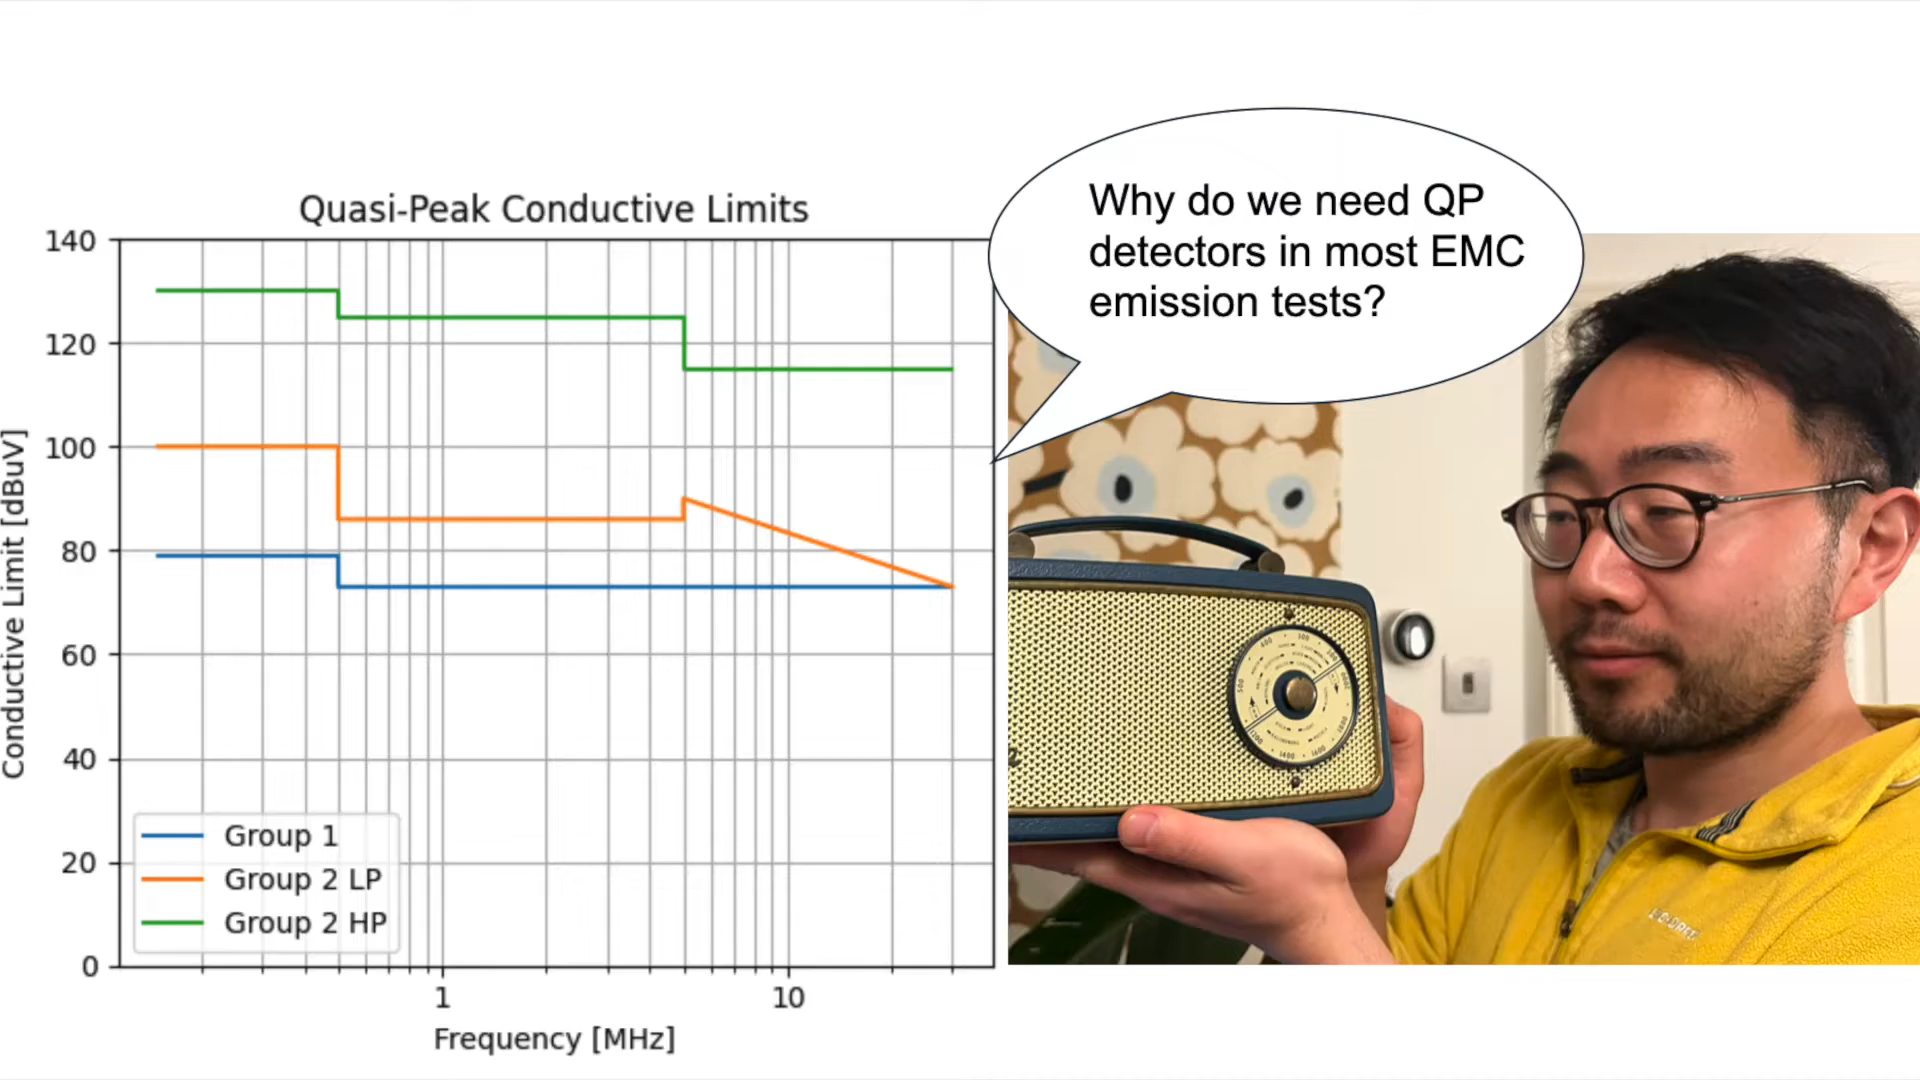 Quasi-Peak Conductive Limits
140
120
100
80
60
40
20
0
Conductive Limit [dBuV]
Group 1
Group 2 LP
Group 2 HP
1
10
Frequency [MHz]
Why do we need QP
detectors in most EMC
emission tests?